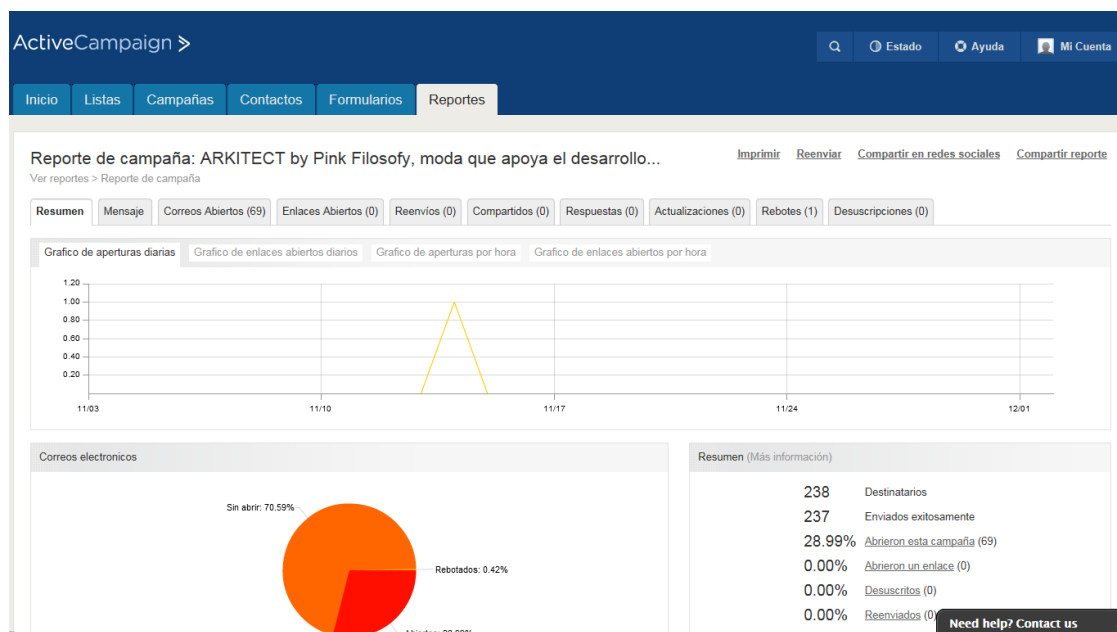 ActiveCampaign >
Estado
Ayuda
Mi Cuenta
Inicio Listas Campañas Contactos Formularios Reportes
Reporte de campaña: ARKITECT by Pink Filosofy, moda que apoya el desarrollo...
Imprimir Reenviar Compartir en redes sociales Compartir reporte
Ver reportes > Reporte de campaña
Resumen Mensaje Correos Abiertos (69) Enlaces Abiertos (0) Reenvíos (0) Compartidos (0) Respuestas (0) Actualizaciones (0) Rebotes (1) Desuscripciones (0)
Grafico de aperturas diarias Grafico de enlaces abiertos diarios Grafico de aperturas por hora Grafico de enlaces abiertos por hora
1.20
1.00
0.80
0.60
0.40
0.20
11/03 11/10 11/17 11/24 12/01
Correos electronicos
Sin abrir: 70.59%
Rebotados: 0.42%
Resumen (Más información)
238 Destinatarios
237 Enviados exitosamente
28.99% Abrieron esta campaña (69)
0.00% Abrieron un enlace (0)
0.00% Desuscritos (0)
0.00% Reenviados (0)
Need help? Contact us